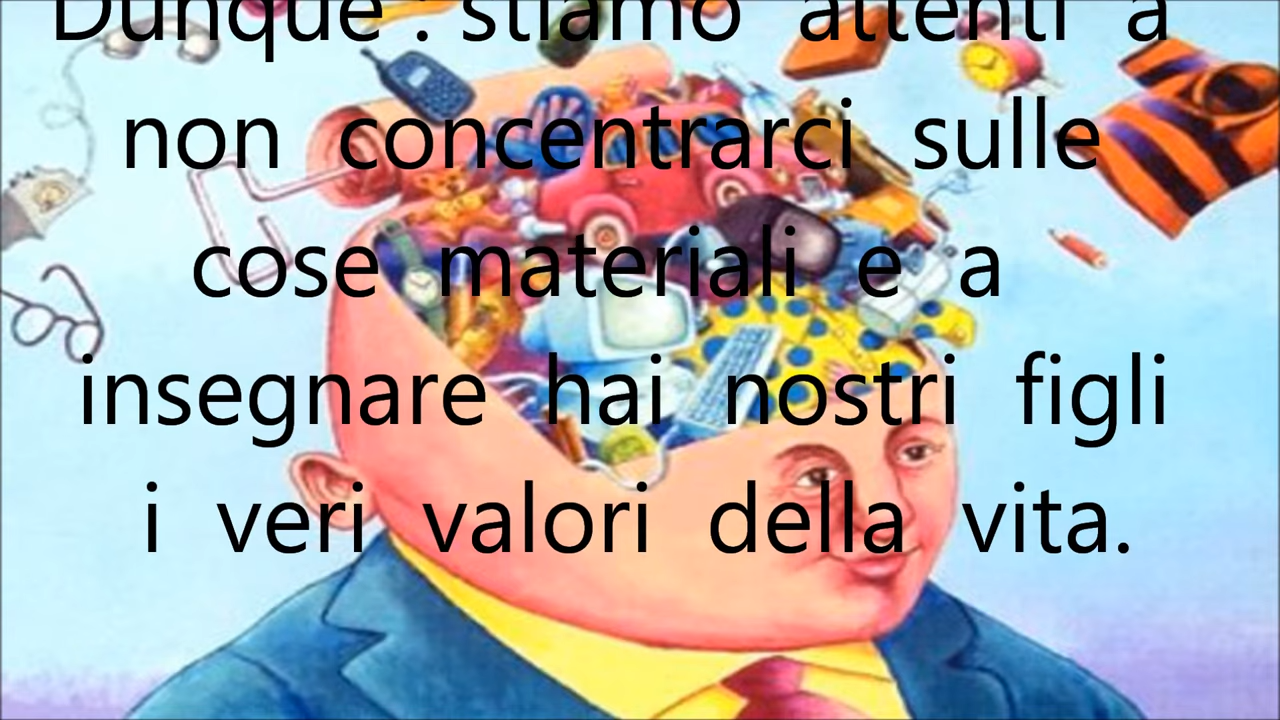 Dunque : stiamo attenti a
non concentrarci sulle
cose materiali e a
insegnare hai nostri figli
i veri valori della vita.